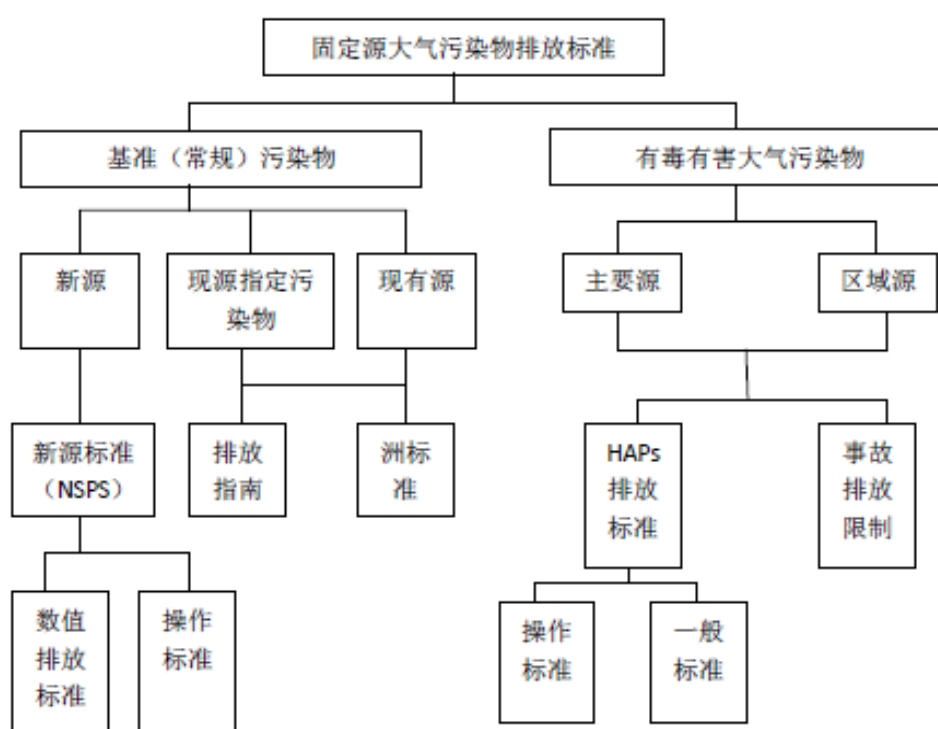 固定源大气污染物排放标准
基准（常规）污染物
有毒有害大气污染物
新源
现源指定污
染物
现有源
主要源
区域源
新源标准
（NSPS）
排放
指南
洲标
准
HAPs
排放
标准
事故
排放
限制
数值
排放
标准
操作
标准
操作
标准
一般
标准